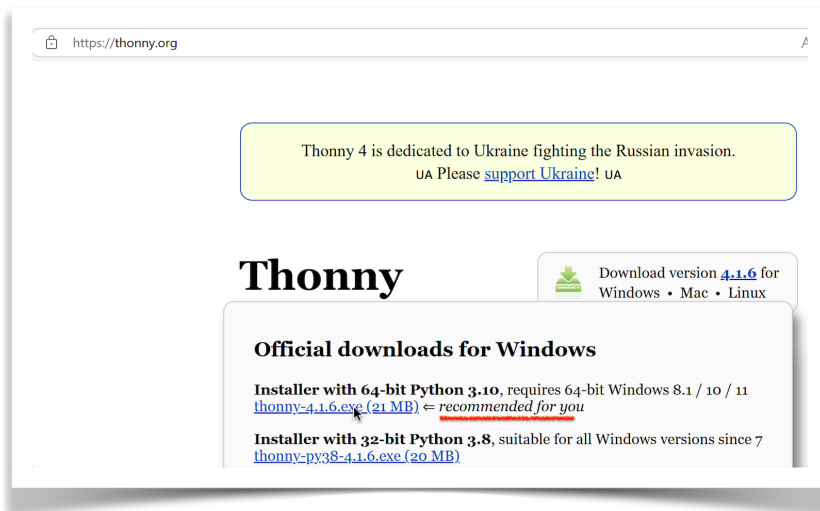 https://thonny.org
Thonny 4 is dedicated to Ukraine fighting the Russian invasion.
UA Please support Ukraine! UA
Thonny
Download version 4.1.6 for
Windows • Mac • Linux
Official downloads for Windows
Installer with 64-bit Python 3.10, requires 64-bit Windows 8.1 / 10 / 11
thonny-4.1.6.exe (21 MB) ⇐ recommended for you
Installer with 32-bit Python 3.8, suitable for all Windows versions since 7
thonny-py38-4.1.6.exe (20 MB)